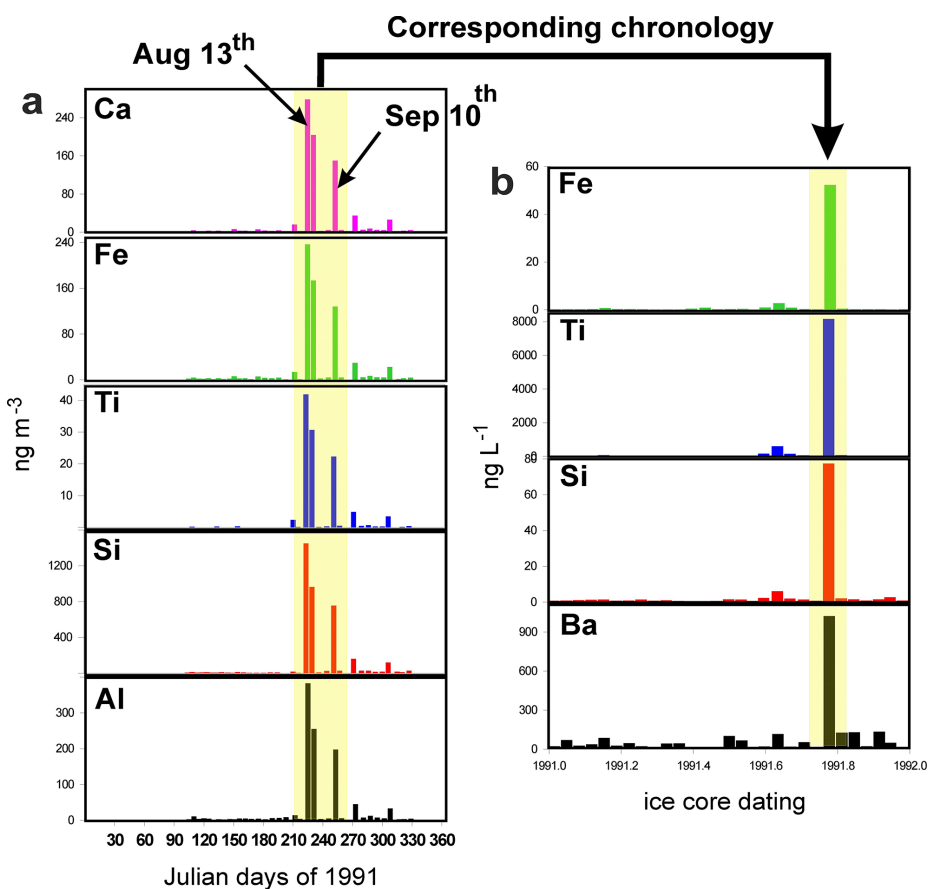 Corresponding chronology
Aug 13th
Sep 10th
a
Ca
240
160
80
0
Fe
240
160
80
0
Ti
40
30
20
10
Si
1200
800
400
Al
300
200
100
0
30 60 90 120 150 180 210 240 270 300 330 360
ng m-3
Julian days of 1991
b
Fe
60
40
20
0
Ti
8000
6000
4000
2000
0
Si
80
60
40
20
0
Ba
900
600
300
0
1991.0 1991.2 1991.4 1991.6 1991.8 1992.0
ng L-1
ice core dating